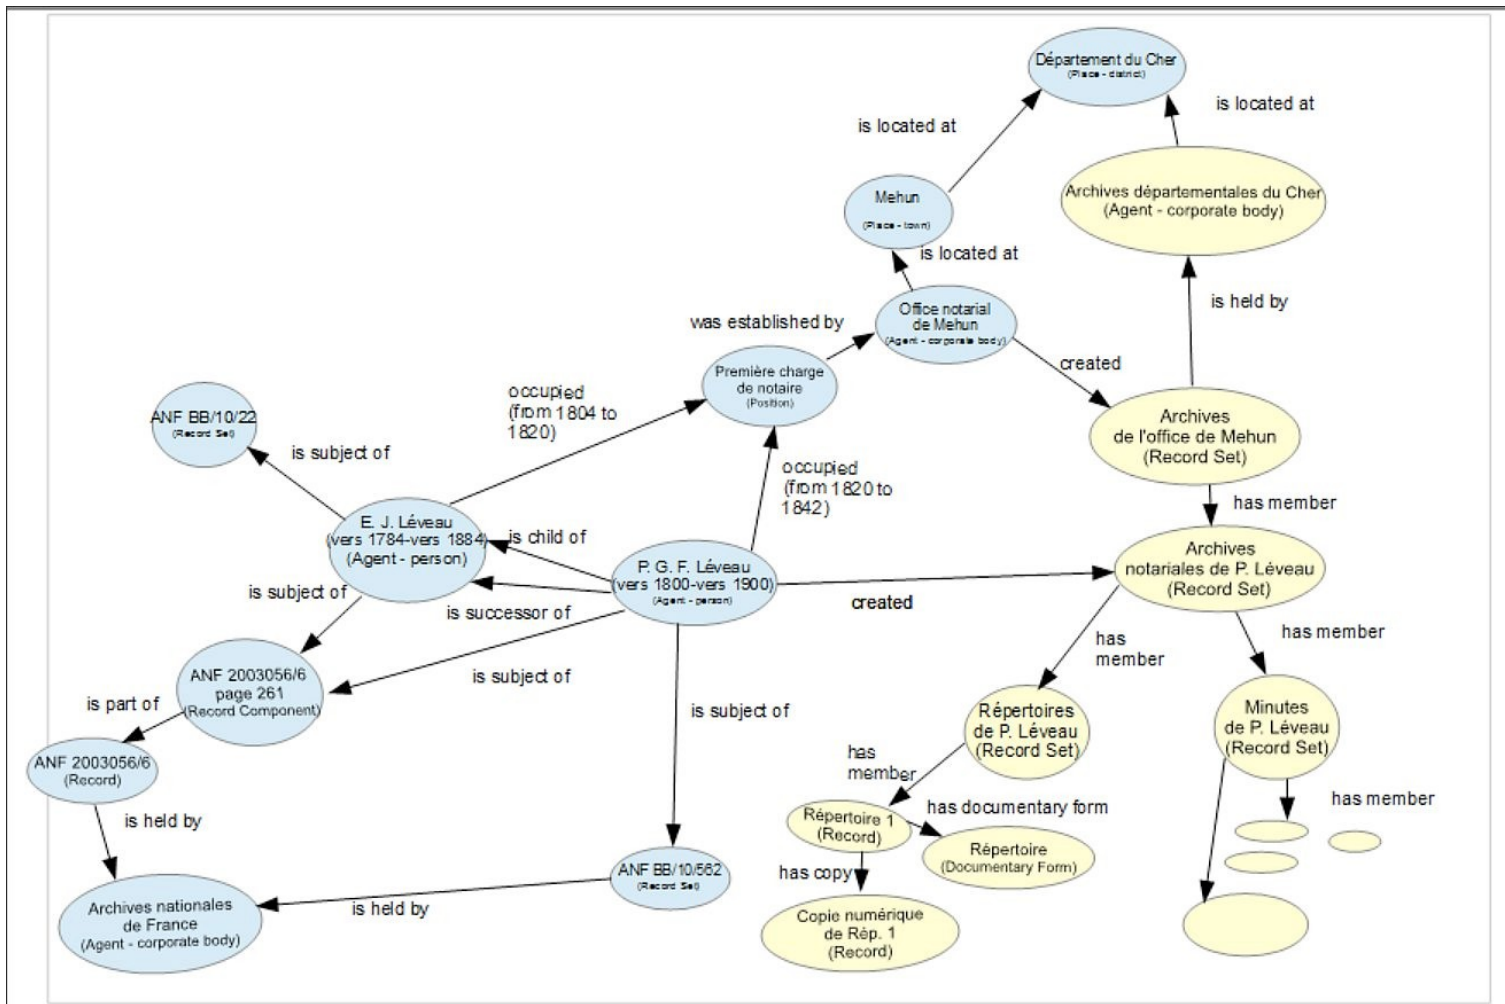 Département du Cher
(Place - district)
is located at
is located at
Archives départementales du Cher
(Agent - corporate body)
Mehun
(Place - town)
is located at
is held by
Office notarial
de Mehun
(Agent - corporate body)
was established by
created
Première charge
de notaire
(Position)
occupied
(from 1804 to
1820)
ANF BB/10/22
(Record Set)
is subject of
Archives
de l'office de Mehun
(Record Set)
occupied
(from 1820 to
1842)
has member
E. J. Léveau
(vers 1784-vers 1884)
(Agent - person)
is child of
P. G. F. Léveau
(vers 1800-vers 1900)
(Agent - person)
Archives
notariales de P. Léveau
(Record Set)
is subject of
is successor of
created
has
member
has member
ANF 2003056/6
page 261
(Record Component)
is subject of
is part of
is subject of
Répertoires
de P. Léveau
(Record Set)
Minutes
de P. Léveau
(Record Set)
ANF 2003056/6
(Record)
has
member
has member
is held by
Répertoire 1
(Record)
has documentary form
Répertoire
(Documentary Form)
ANF BB/10/562
(Record Set)
has copy
Archives nationales
de France
(Agent - corporate body)
is held by
Copie numérique
de Rép. 1
(Record)